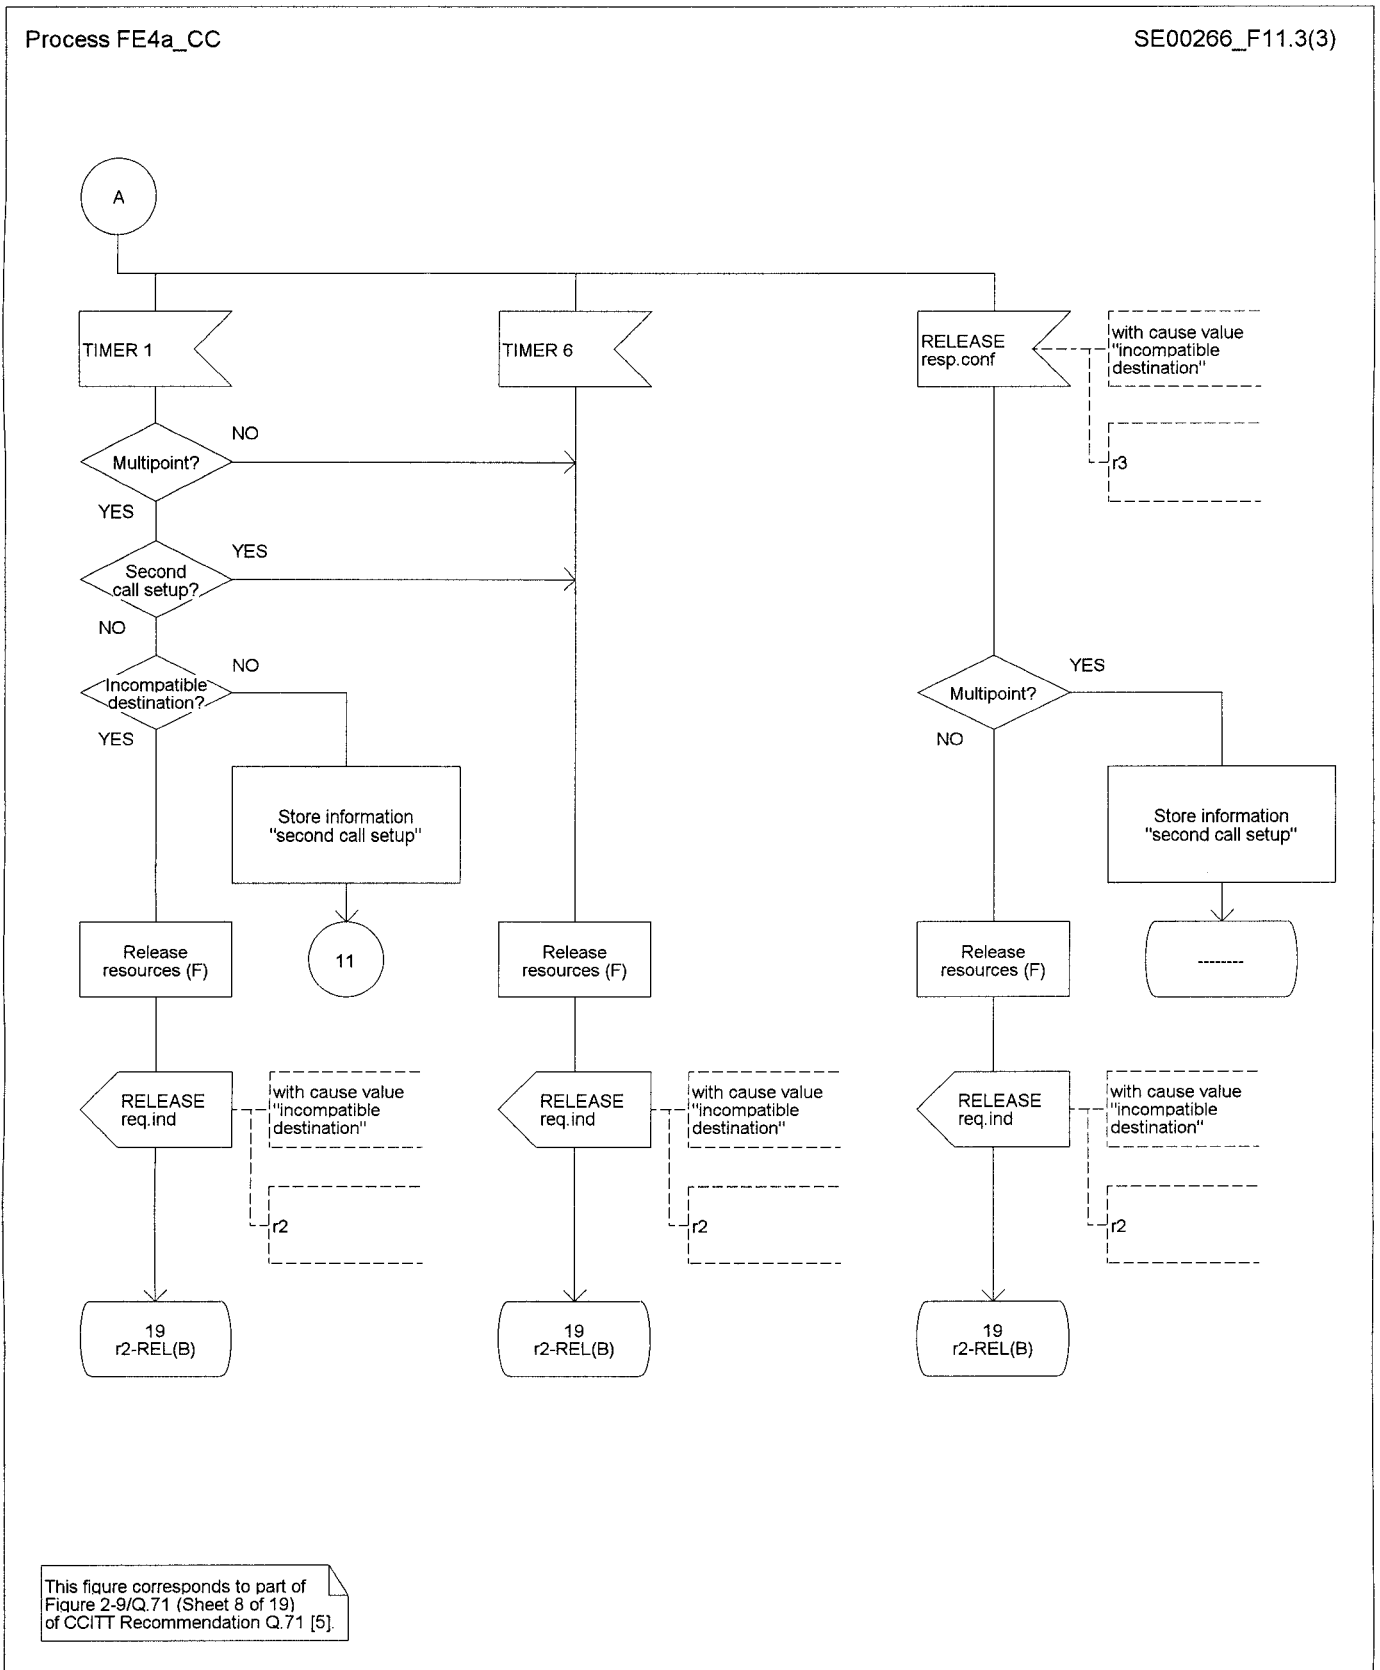 Process FE4a_CC
SE00266_F11.3(3)
A
TIMER 1
TIMER 6
RELEASE
resp.conf
with cause value
"incompatible
destination"
r3
Multipoint?
NO
YES
Second
call setup?
YES
NO
Incompatible
destination?
NO
YES
Multipoint?
YES
NO
Store information
"second call setup"
Store information
"second call setup"
Release
resources (F)
11
Release
resources (F)
Release
resources (F)
--------
RELEASE
req.ind
with cause value
"incompatible
destination"
r2
RELEASE
req.ind
with cause value
"incompatible
destination"
r2
RELEASE
req.ind
with cause value
"incompatible
destination"
r2
19
r2-REL(B)
19
r2-REL(B)
19
r2-REL(B)
This figure corresponds to part of
Figure 2-9/Q.71 (Sheet 8 of 19)
of CCITT Recommendation Q.71 [5].